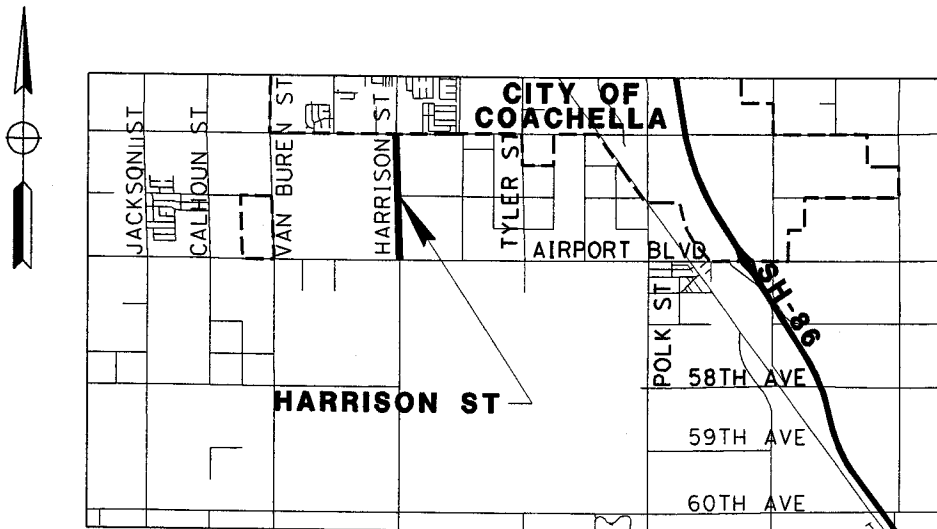 CITY OF
COACHELLA
JACKSON ST
CALHOUN ST
VAN BUREN ST
HARRISON ST
TYLER ST
AIRPORT BLVD
SH-86
POLK ST
58TH AVE
HARRISON ST
59TH AVE
60TH AVE